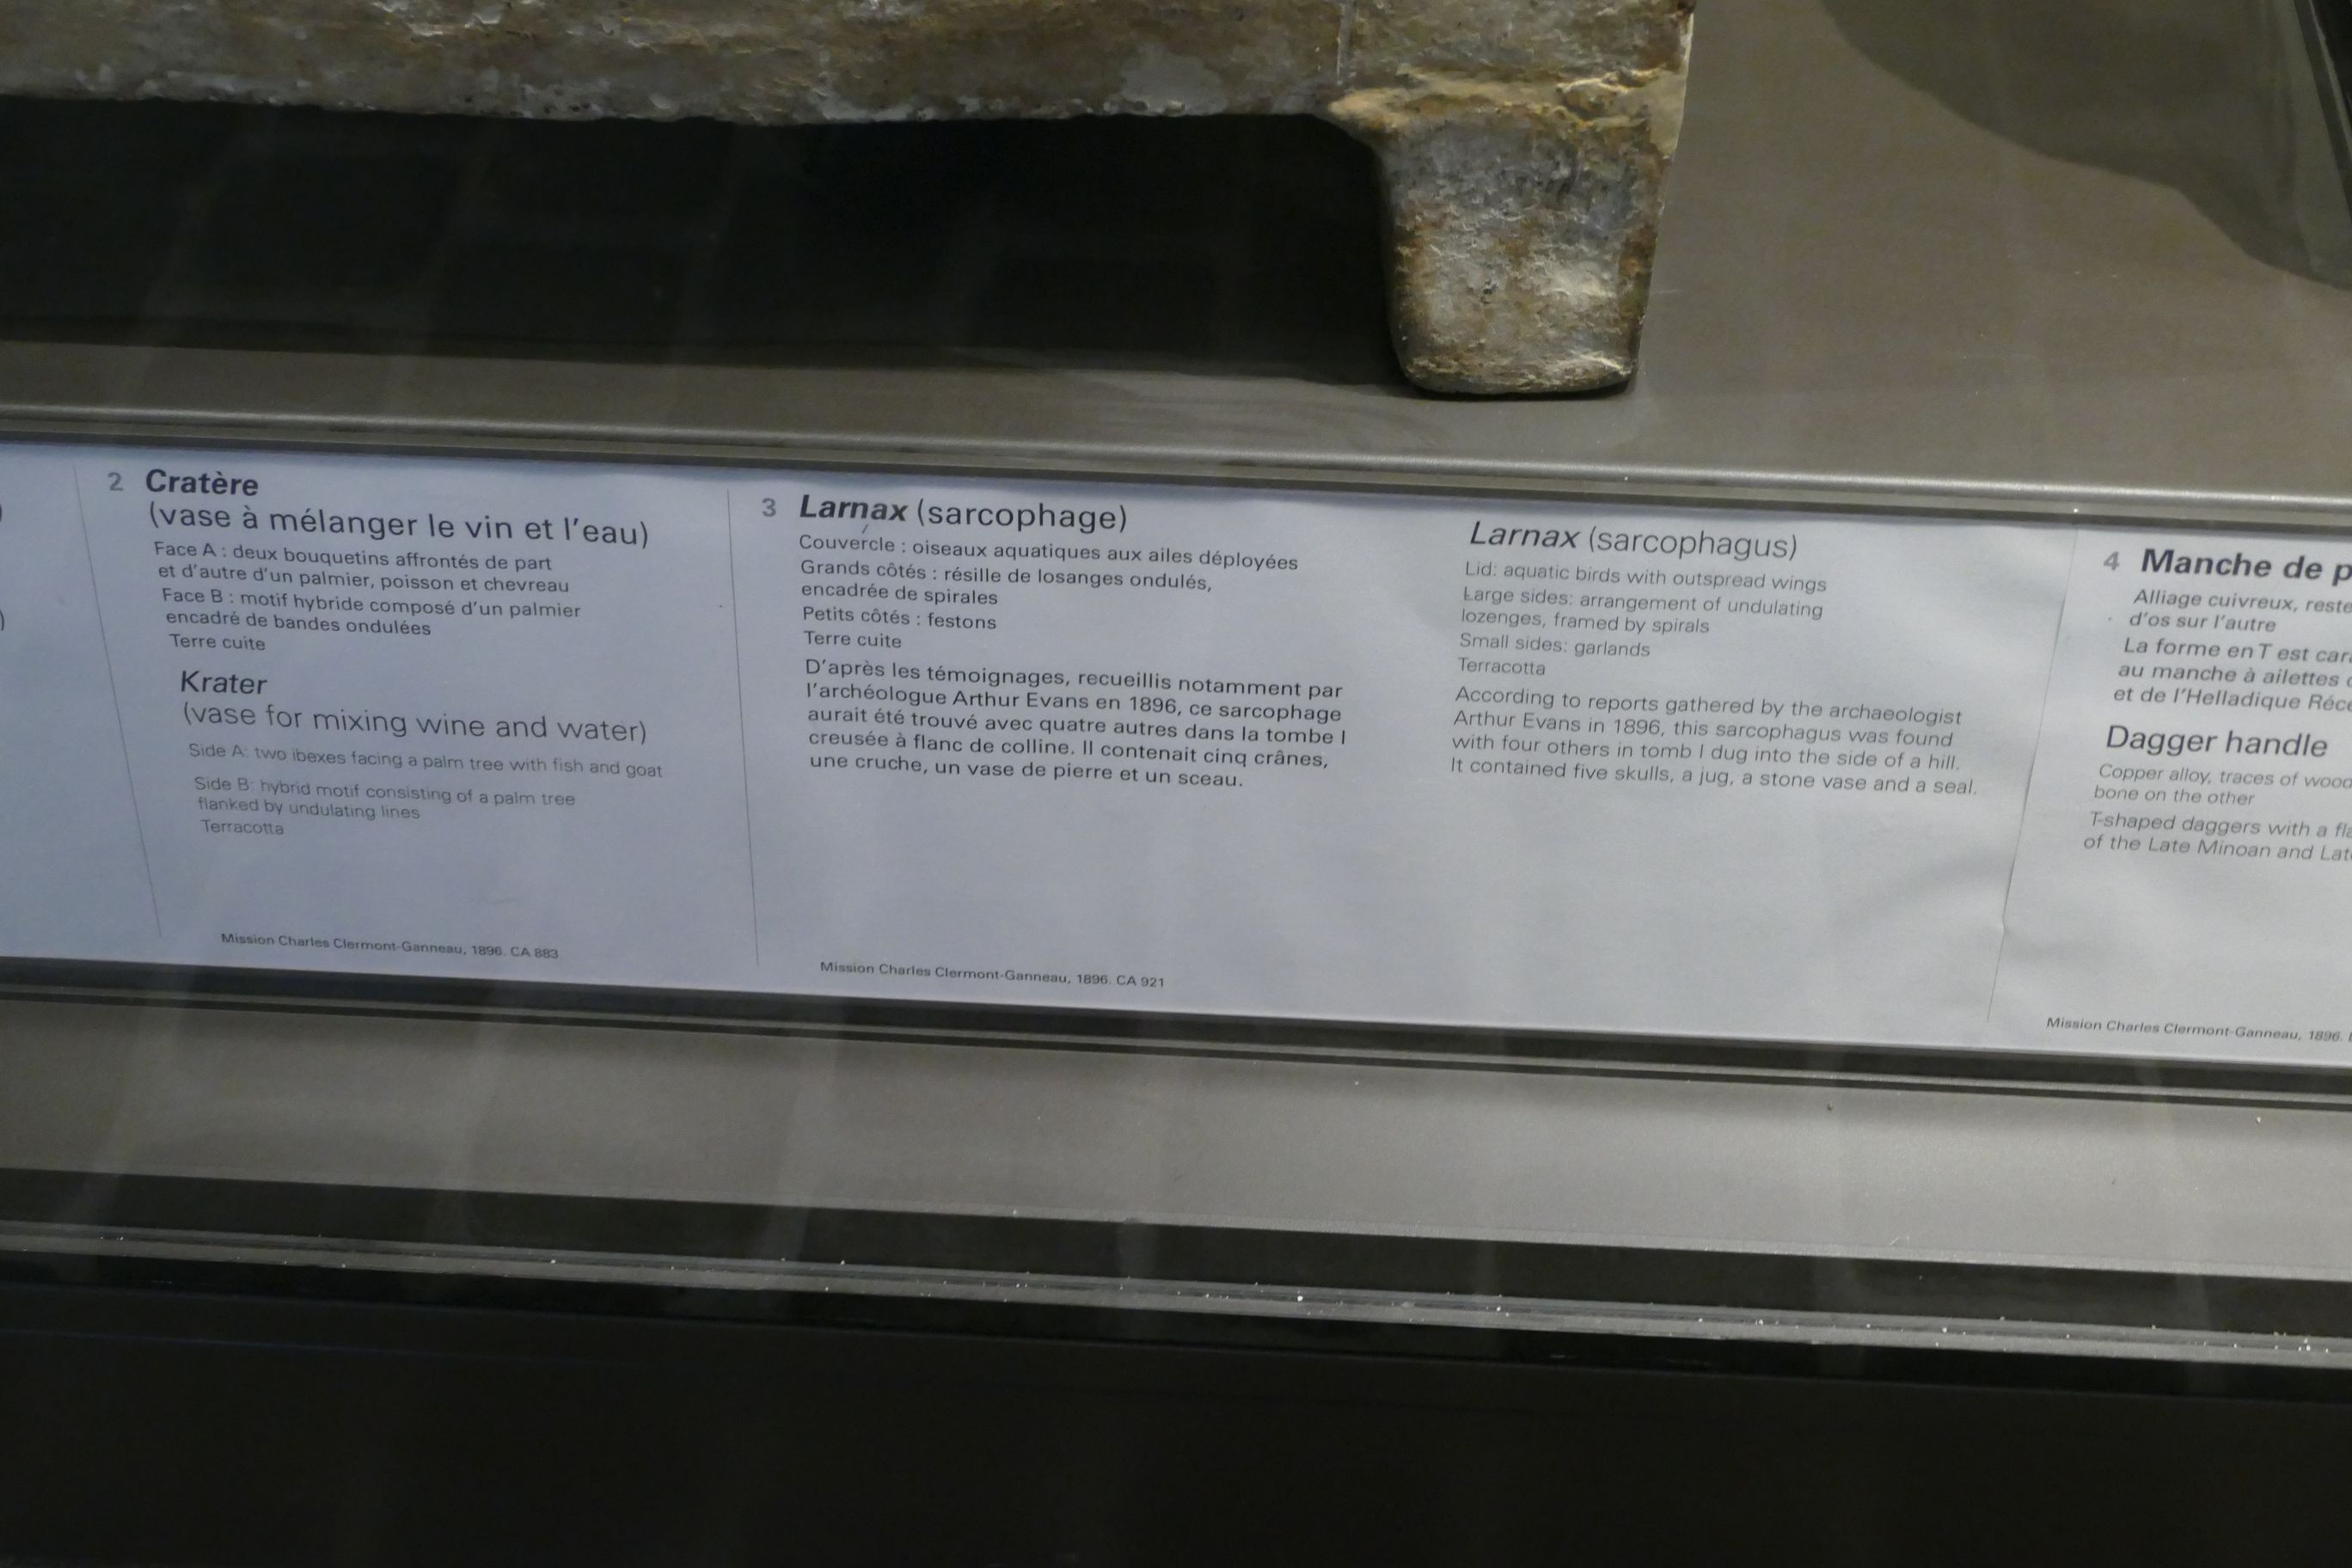 2 Cratère
(vase à mélanger le vin et l'eau)
Face A : deux bouquetins affrontés de part
et d'autre d'un palmier, poisson et chevreau
Face B : motif hybride composé d'un palmier
encadré de bandes ondulées
Terre cuite
Krater
(vase for mixing wine and water)
Side A: two ibexes facing a palm tree with fish and goat
Side B: hybrid motif consisting of a palm tree
flanked by undulating lines
Terracotta
Mission Charles Clermont-Ganneau, 1896. CA 883
3 Larnax (sarcophage)
Couvercle : oiseaux aquatiques aux ailes déployées
Grands côtés : résille de losanges ondulés,
encadrée de spirales
Petits côtés : festons
Terre cuite
D'après les témoignages, recueillis notamment par
l'archéologue Arthur Evans en 1896, ce sarcophage
aurait été trouvé avec quatre autres dans la tombe I
creusée à flanc de colline. Il contenait cinq crânes,
une cruche, un vase de pierre et un sceau.
Mission Charles Clermont-Ganneau, 1896. CA 921
Larnax (sarcophagus)
Lid: aquatic birds with outspread wings
Large sides: arrangement of undulating
lozenges, framed by spirals
Small sides: garlands
Terracotta
According to reports gathered by the archaeologist
Arthur Evans in 1896, this sarcophagus was found
with four others in tomb I dug into the side of a hill.
It contained five skulls, a jug, a stone vase and a seal.
4 Manche de p
Alliage cuivreux, reste
d'os sur l'autre
La forme en T est car
au manche à ailettes
et de l'Helladique Réce
Dagger handle
Copper alloy, traces of wood
bone on the other
T-shaped daggers with a fla
of the Late Minoan and Lat
Mission Charles Clermont-Ganneau, 1896.